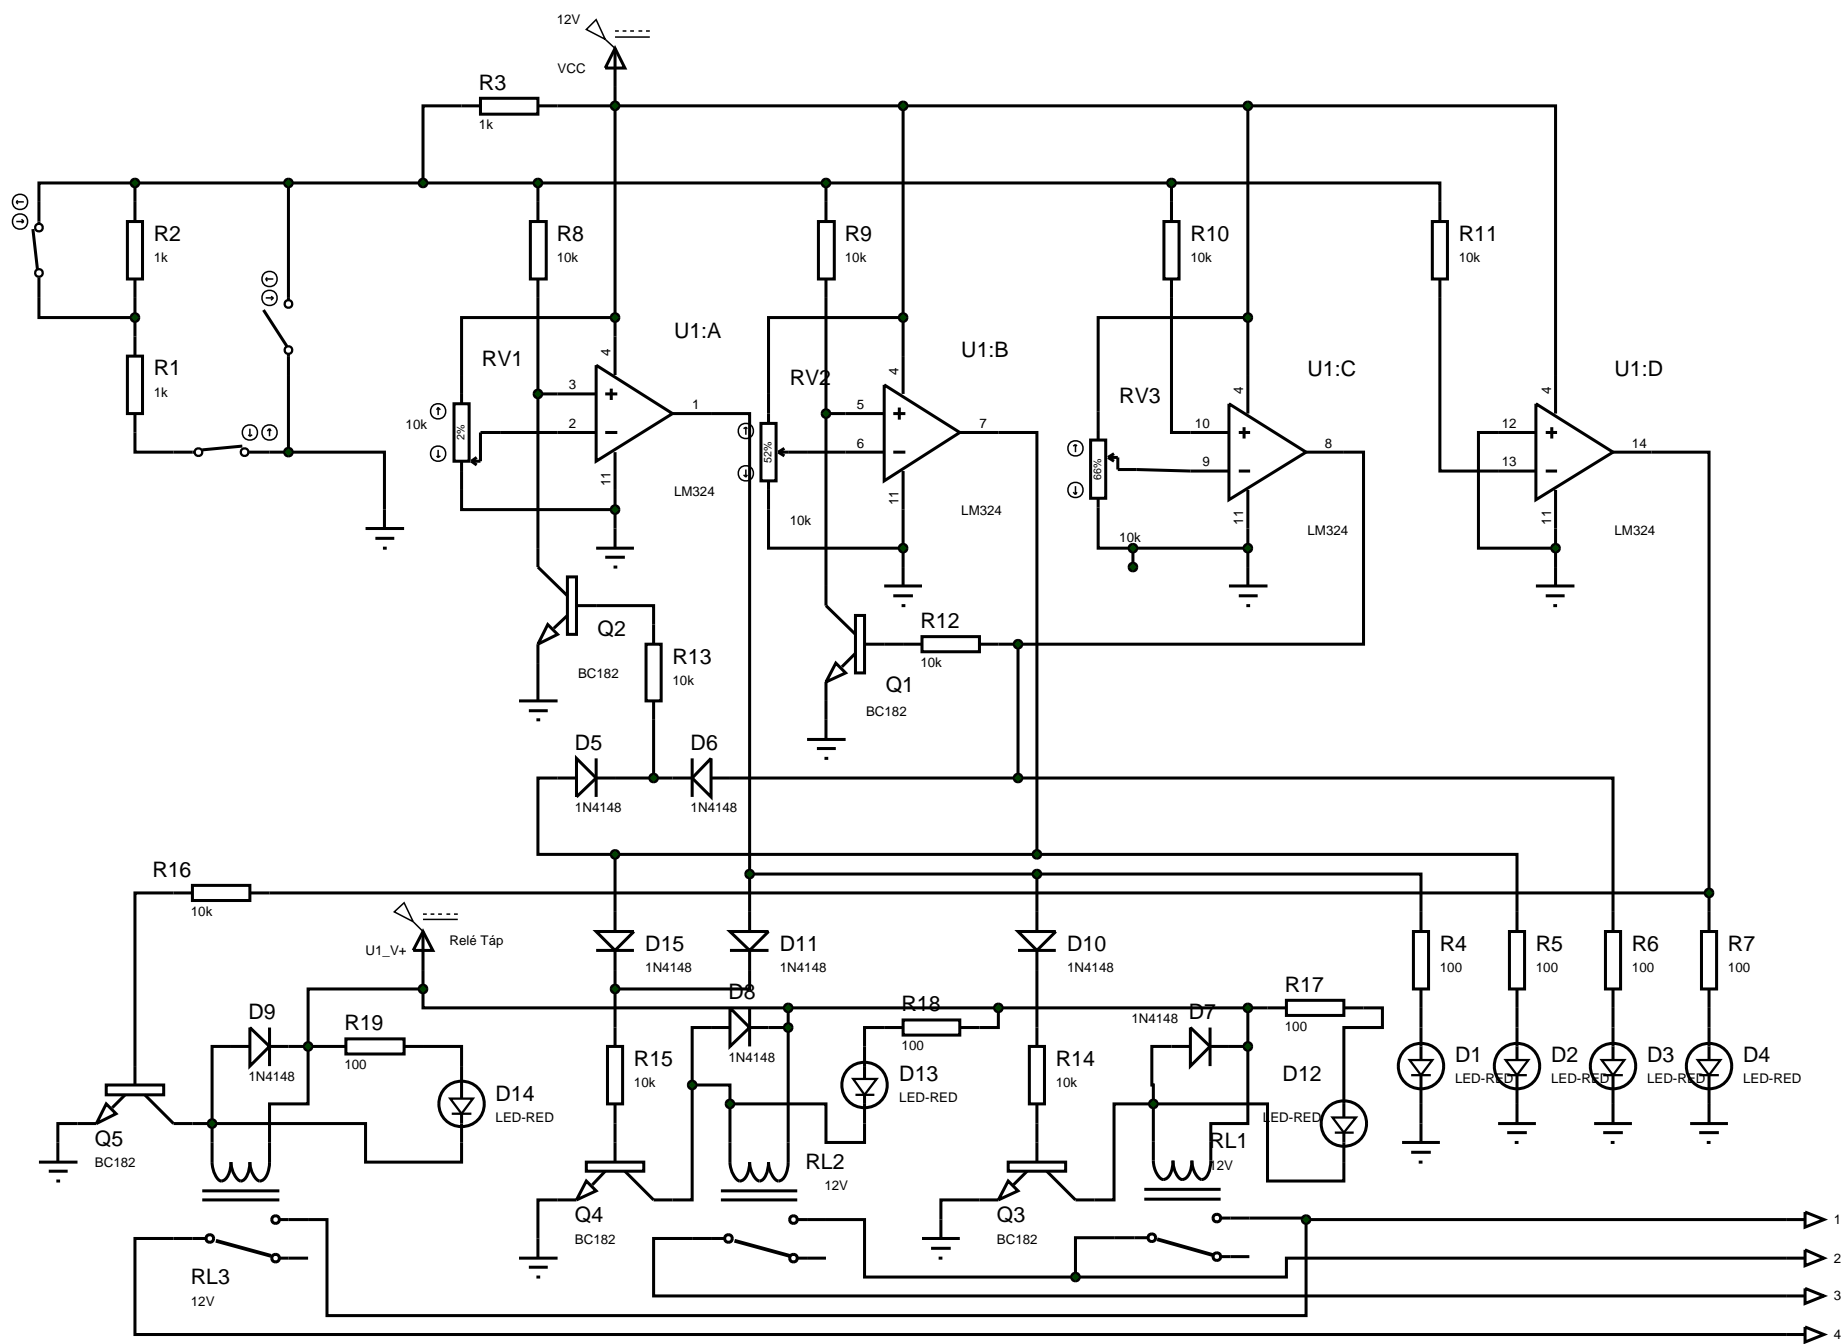 12V
VCC
R3
1k
R2
1k
R8
10k
R9
10k
R10
10k
R11
10k
R1
1k
U1:A
U1:B
U1:C
U1:D
RV1
RV2
RV3
10k
2%
52%
66%
4
3
2
1
11
LM324
4
5
6
7
11
LM324
10k
4
10
9
8
11
LM324
10k
4
12
13
14
11
LM324
Q2
BC182
R13
10k
R12
10k
Q1
BC182
D5
1N4148
D6
1N4148
R16
10k
U1_V+
Relé Táp
D15
1N4148
D11
1N4148
D10
1N4148
R4
100
R5
100
R6
100
R7
100
D9
1N4148
R19
100
D8
1N4148
R18
100
1N4148
D7
R17
100
R15
10k
D13
LED-RED
R14
10k
D12
LED-RED
D1
LED-RED
D2
LED-RED
D3
LED-RED
D4
LED-RED
D14
LED-RED
Q5
BC182
RL2
12V
RL1
12V
Q4
BC182
Q3
BC182
RL3
12V
1
2
3
4